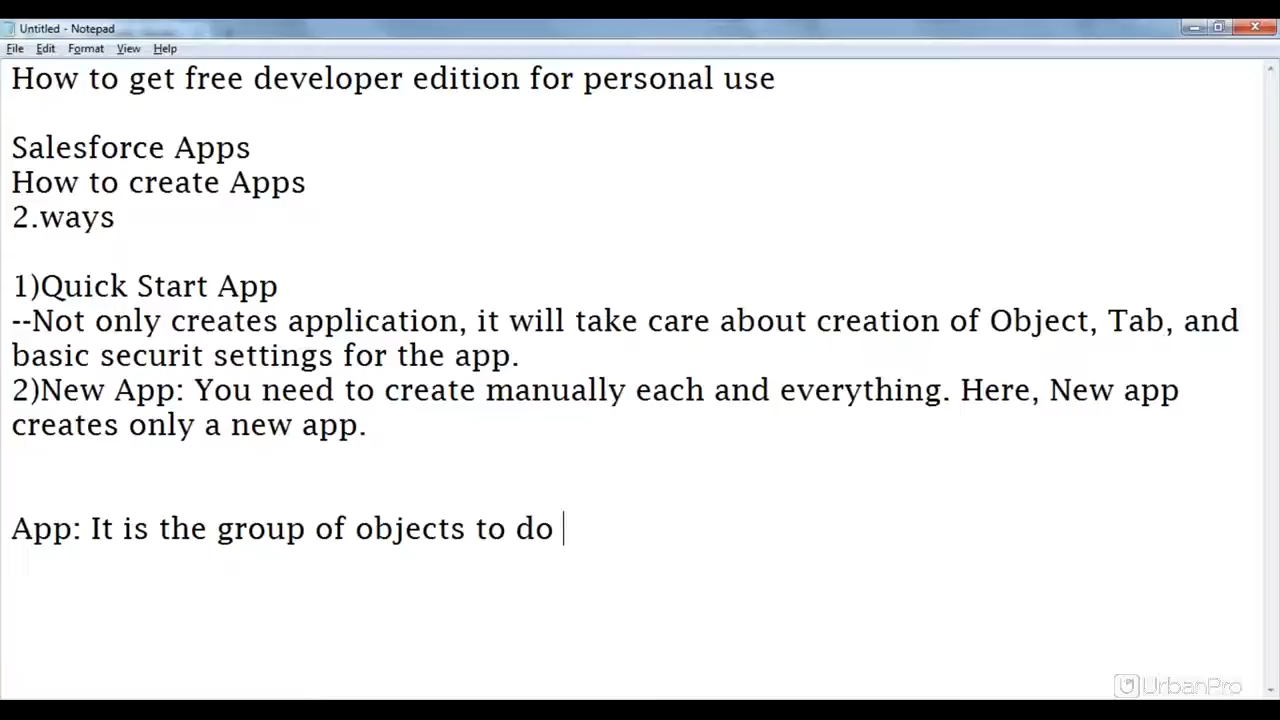 Untitled - Notepad
File Edit Format View Help
How to get free developer edition for personal use
Salesforce Apps
How to create Apps
2.ways
1)Quick Start App
--Not only creates application, it will take care about creation of Object, Tab, and
basic securit settings for the app.
2)New App: You need to create manually each and everything. Here, New app
creates only a new app.
App: It is the group of objects to do
UrbanPro